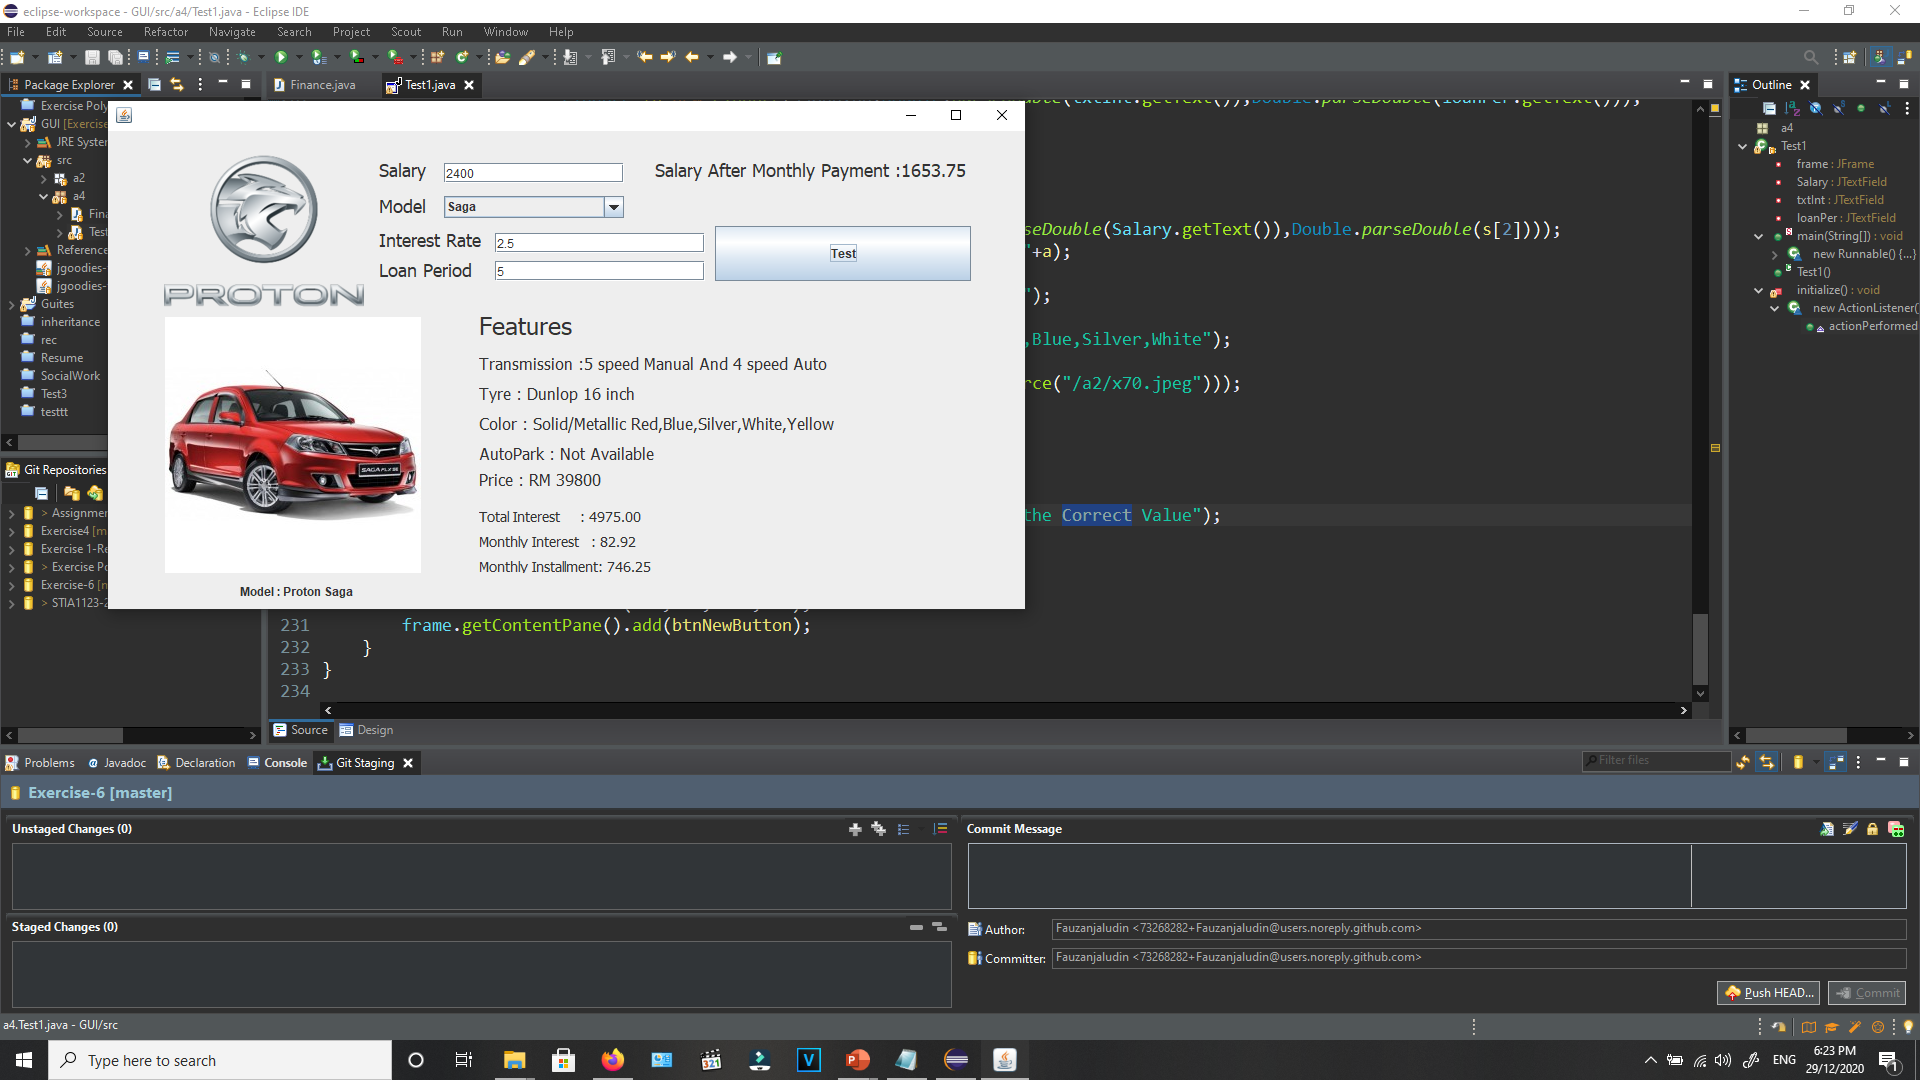 eclipse-workspace - GUI/src/a4/Test1.java - Eclipse IDE
File Edit Source Refactor Navigate Search Project Scout Run Window Help
Package Explorer
Finance.java
Test1.java
Outline
Exercise Poly
GUI [Exercise
JRE System
src
a2
a4
Fina
Test
Reference
jgoodies-
jgoodies-
Guites
inheritance
rec
Resume
SocialWork
Test3
testtt
Git Repositories
> Assignmen
Exercise4 [m
Exercise 1-Re
> Exercise Po
Exercise-6 [m
> STIA1123-2
Salary
2400
Salary After Monthly Payment :1653.75
Model
Saga
Interest Rate
2.5
Loan Period
5
Test
PROTON
Features
Transmission :5 speed Manual And 4 speed Auto
Tyre : Dunlop 16 inch
Color : Solid/Metallic Red,Blue,Silver,White,Yellow
AutoPark : Not Available
Price : RM 39800
Total Interest : 4975.00
Monthly Interest : 82.92
Monthly Installment: 746.25
SAGA FLX SE
Model : Proton Saga
seDouble(Salary.getText()),Double.parseDouble(s[2])));
"+a);
");
,Blue,Silver,White");
rce("/a2/x70.jpeg")));
the Correct Value");
231 frame.getContentPane().add(btnNewButton);
232 }
233 }
234
Source Design
a4
Test1
frame : JFrame
Salary : JTextField
txtInt : JTextField
loanPer : JTextField
main(String[]) : void
new Runnable() {...}
Test1()
initialize() : void
new ActionListener(
actionPerformed
Problems Javadoc Declaration Console Git Staging
Filter files
Exercise-6 [master]
Unstaged Changes (0)
Staged Changes (0)
Commit Message
Author: Fauzanjaludin <73268282+Fauzanjaludin@users.noreply.github.com>
Committer: Fauzanjaludin <73268282+Fauzanjaludin@users.noreply.github.com>
Push HEAD... Commit
a4.Test1.java - GUI/src
Type here to search
ENG
6:23 PM
29/12/2020
1